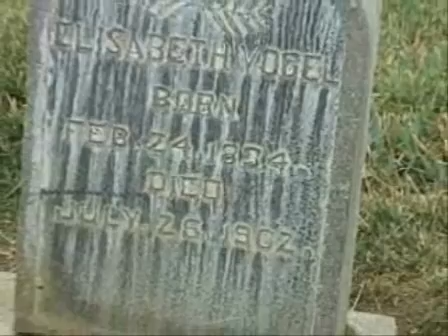 ELISABETH VOGEL
BORN
FEB. 24, 1834.
DIED
JULY. 26, 1902.